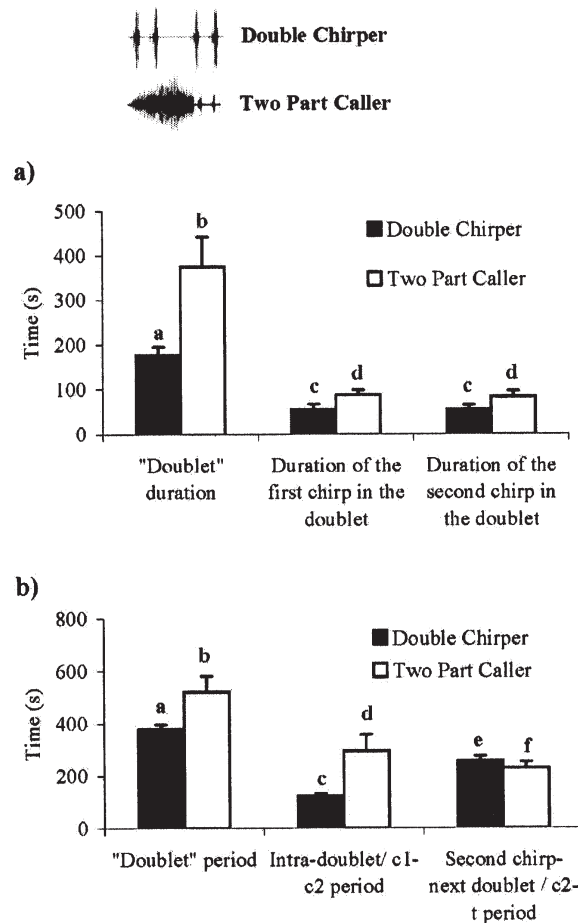 Double Chirper
Two Part Caller
a)
500
400
300
200
100
0
Time (s)
a
b
c
d
c
d
Double Chirper
Two Part Caller
"Doublet"
duration
Duration of the
first chirp in the
doublet
Duration of the
second chirp in
the doublet
b)
800
600
400
200
0
Time (s)
a
b
c
d
e
f
Double Chirper
Two Part Caller
"Doublet" period
Intra-doublet/ c1-
c2 period
Second chirp-
next doublet / c2-
t period